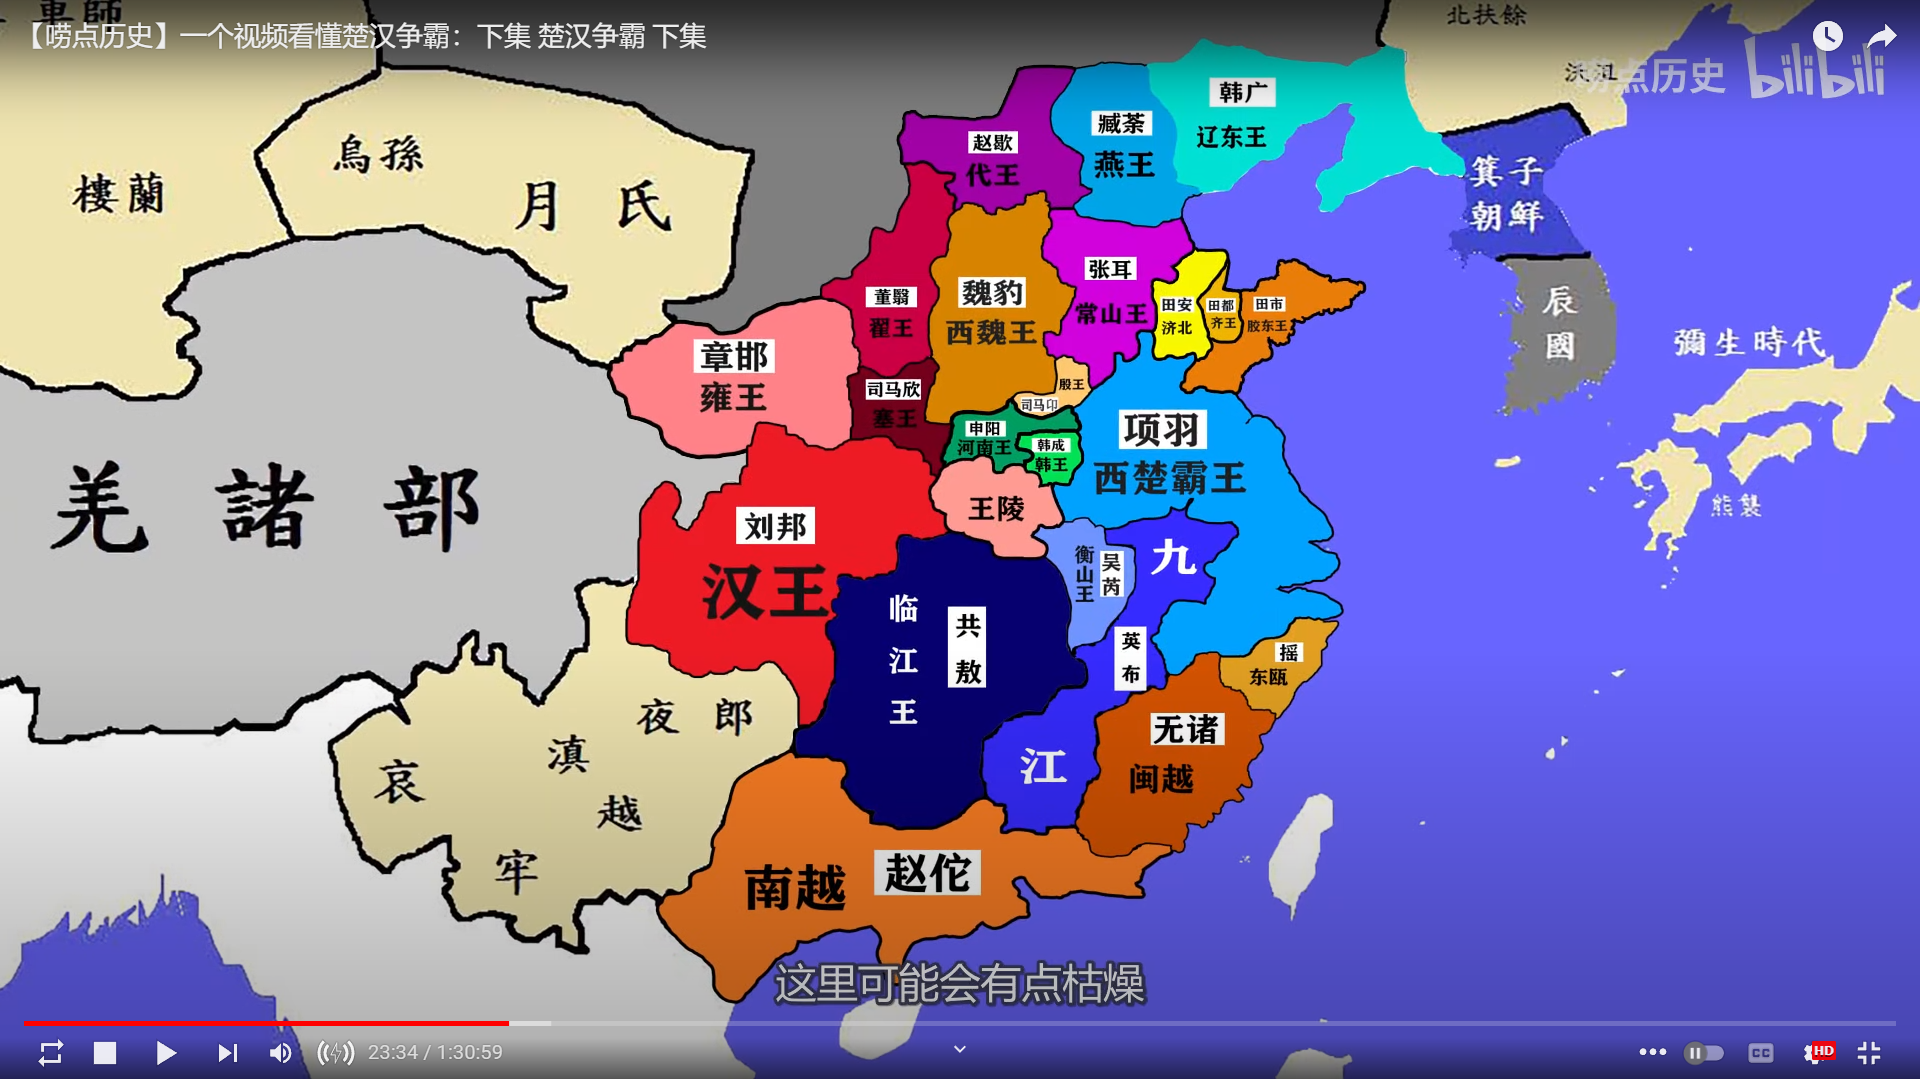 車師
【唠点历史】一个视频看懂楚汉争霸：下集 楚汉争霸 下集
北扶餘
沃沮
唠点历史 bilibili
樓蘭
烏孫
月氏
羌諸部
韩广
辽东王
臧荼
燕王
赵歇
代王
箕子
朝鮮
辰
國
彌生時代
熊襲
张耳
常山王
田安
济北
田都
齐王
田市
胶东王
魏豹
西魏王
董翳
翟王
章邯
雍王
司马欣
塞王
殷王
司马卬
申阳
河南王
韩成
韩王
项羽
西楚霸王
王陵
刘邦
汉王
衡山王
吴芮
九
江
英布
临江王
共敖
摇
东瓯
无诸
闽越
夜郎
滇
越
哀
牢
南越
赵佗
这里可能会有点枯燥
23:34 / 1:30:59
CC
HD